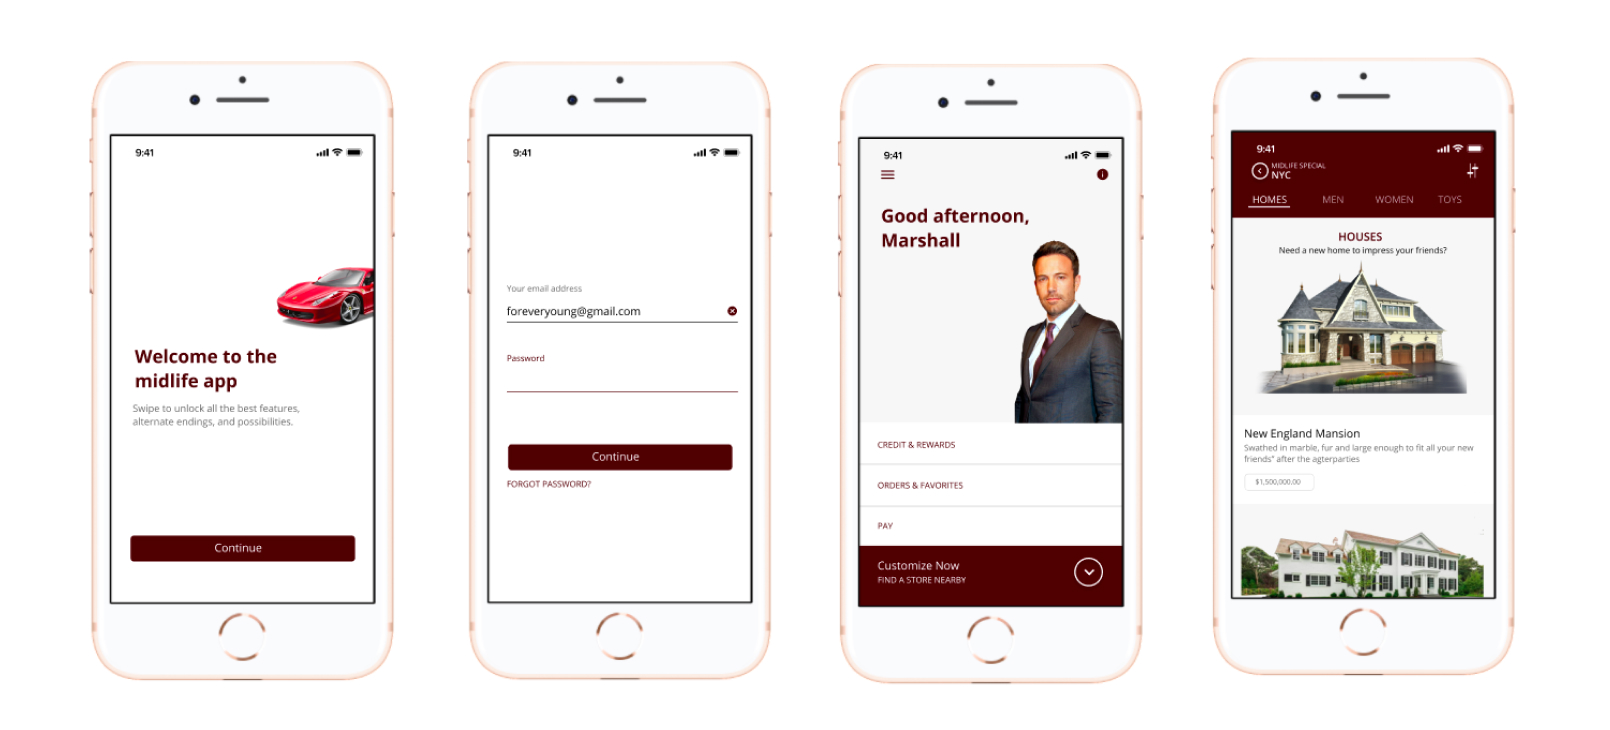 9:41
Welcome to the
midlife app
Swipe to unlock all the best features,
alternate endings, and possibilities.
Continue
9:41
Your email address
foreveryoung@gmail.com
Password
Continue
FORGOT PASSWORD?
9:41
Good afternoon,
Marshall
CREDIT & REWARDS
ORDERS & FAVORITES
PAY
Customize Now
FIND A STORE NEARBY
9:41
MIDLIFE SPECIAL
NYC
HOMES MEN WOMEN TOYS
HOUSES
Need a new home to impress your friends?
New England Mansion
Swathed in marble, fur and large enough to fit all your new
friends" after the agterparties
$1,500,000.00